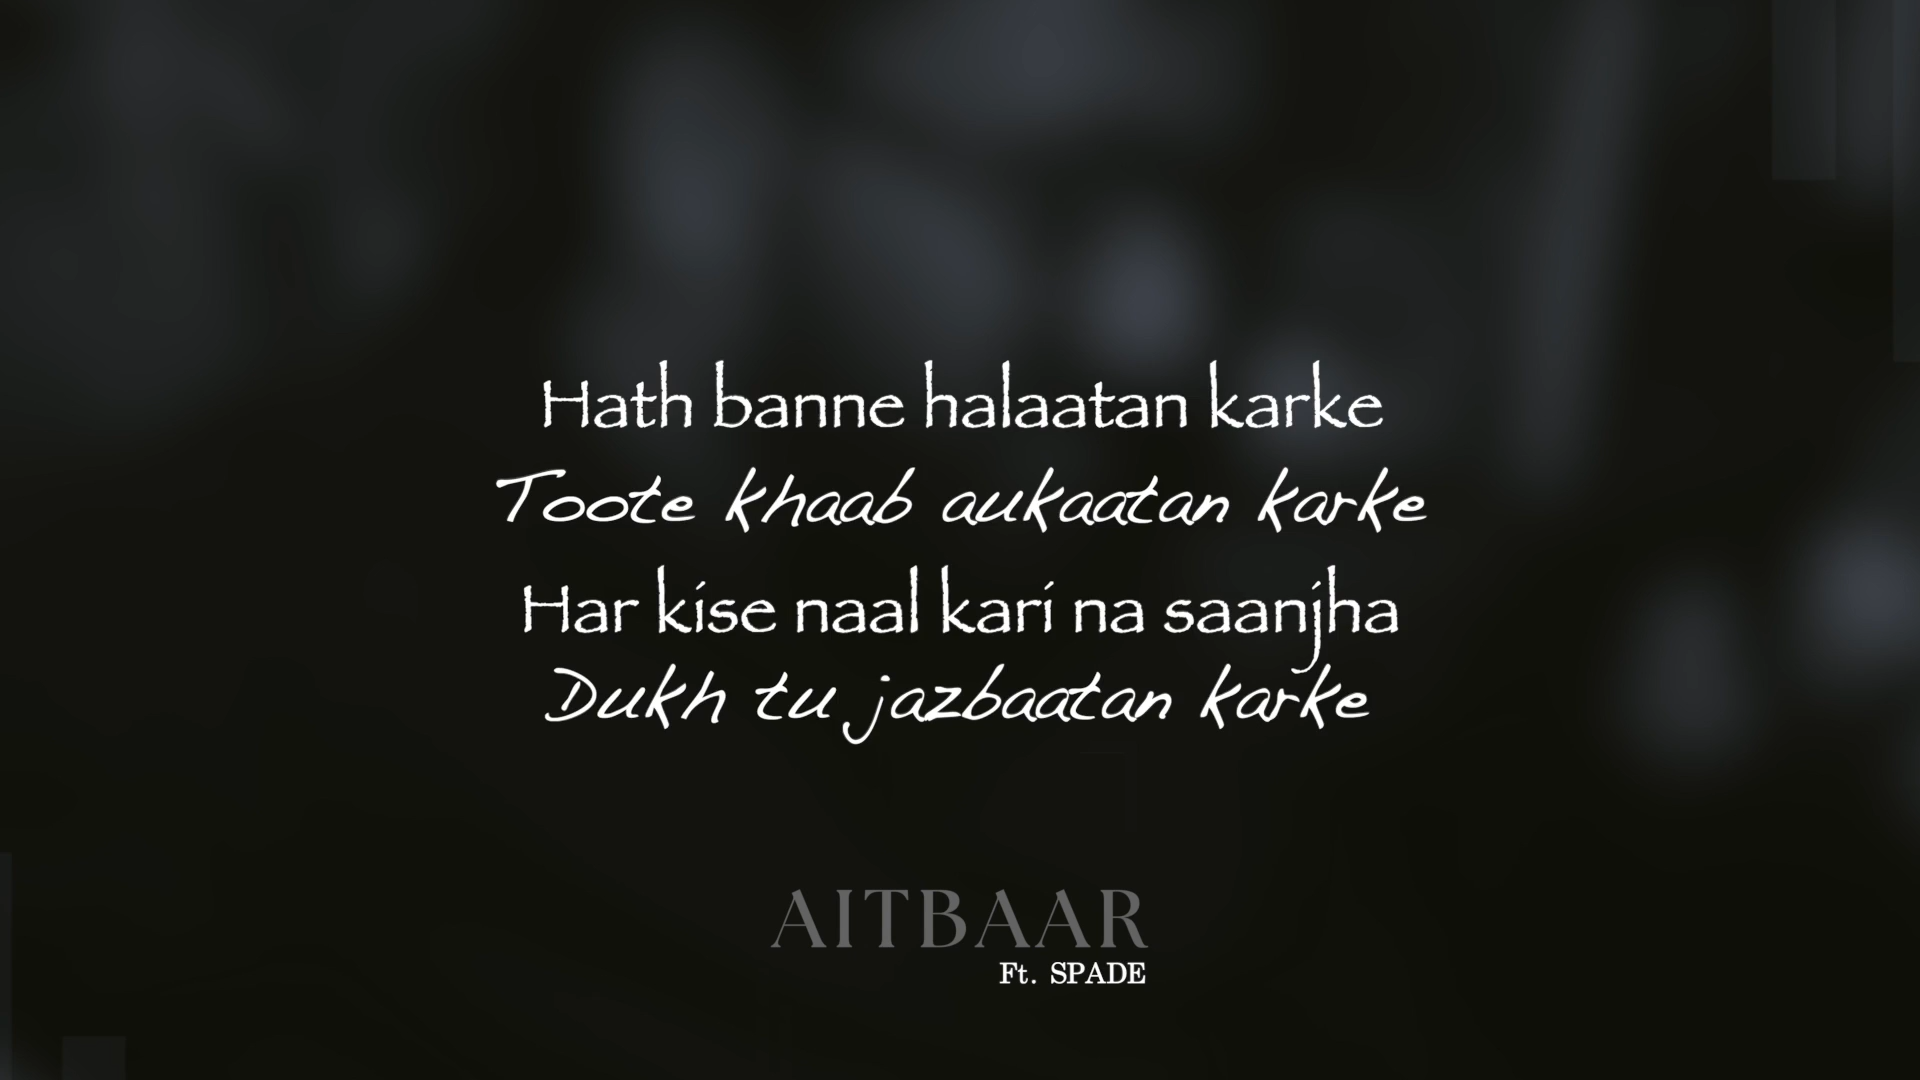 Hath banne halaatan karke
Toote khaab aukaatan karke
Har kise naal kari na saanjha
Dukh tu jazbaatan karke
AITBAAR
Ft. SPADE